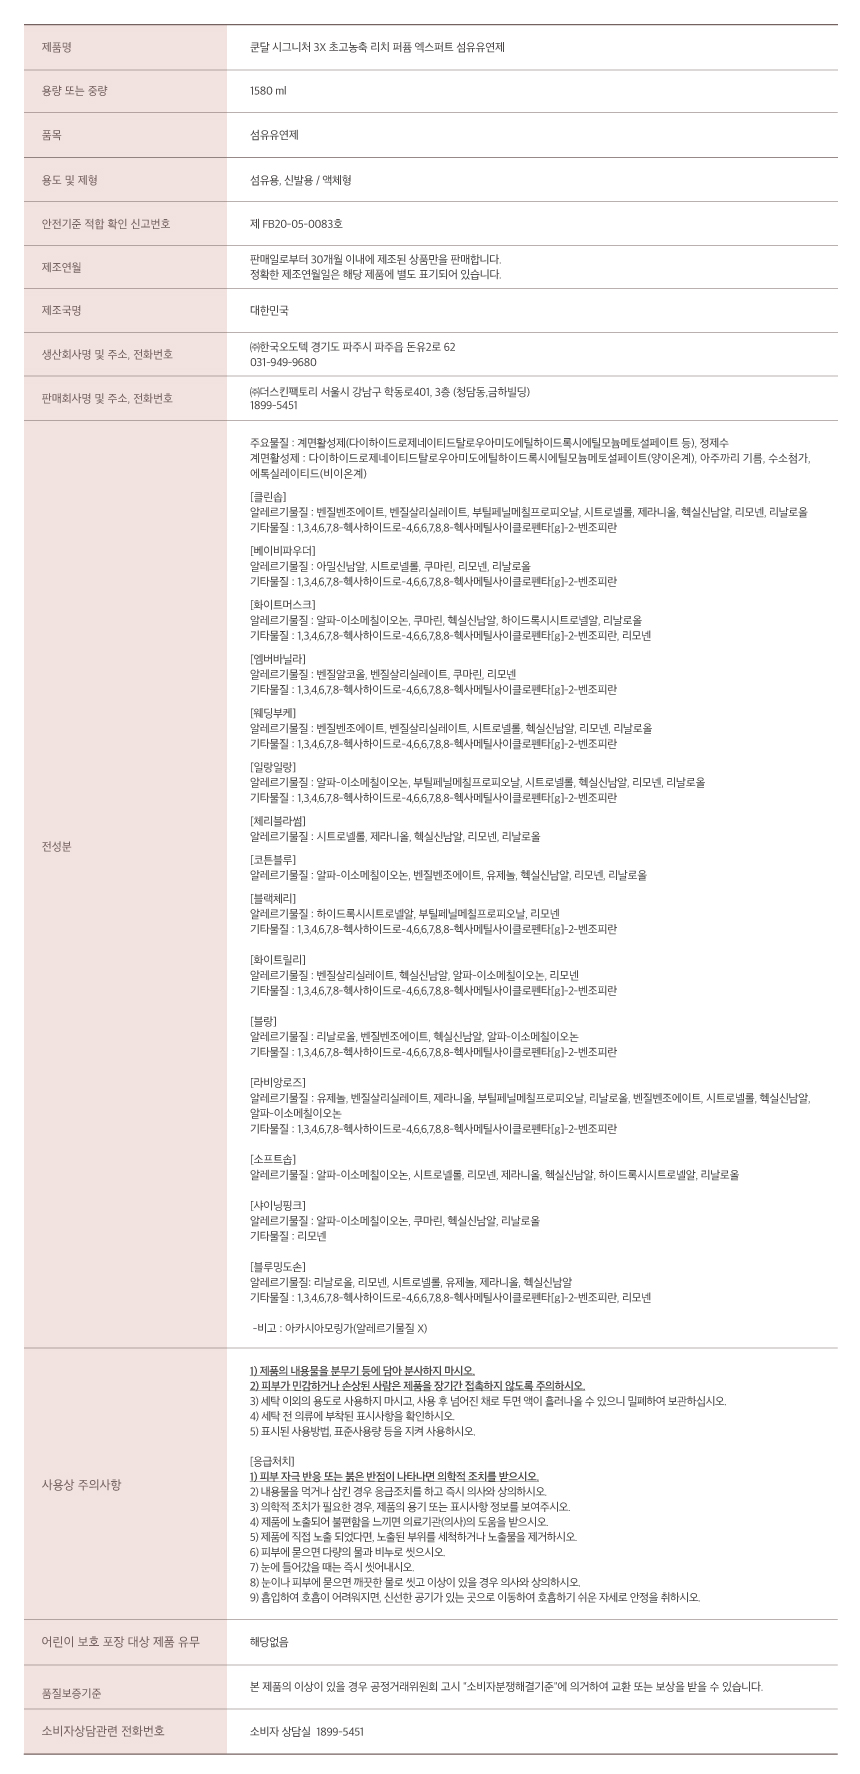 제품명
쿤달 시그니처 3X 초고농축 리치 퍼퓸 엑스퍼트 섬유유연제
용량 또는 중량
1580 ml
품목
섬유유연제
용도 및 제형
섬유용, 신발용 / 액체형
안전기준 적합 확인 신고번호
제 FB20-05-0083호
제조연월
판매일로부터 30개월 이내에 제조된 상품만을 판매합니다.
정확한 제조연월일은 해당 제품에 별도 표기되어 있습니다.
제조국명
대한민국
생산회사명 및 주소, 전화번호
㈜한국오도텍 경기도 파주시 파주읍 돈유2로 62
031-949-9680
판매회사명 및 주소, 전화번호
㈜더스킨팩토리 서울시 강남구 학동로401, 3층 (청담동,금하빌딩)
1899-5451
전성분
주요물질 : 계면활성제(다이하이드로제네이티드탈로우아미도에틸하이드록시에틸모늄메토설페이트 등), 정제수
계면활성제 : 다이하이드로제네이티드탈로우아미도에틸하이드록시에틸모늄메토설페이트(양이온계), 아주까리 기름, 수소첨가,
에톡실레이티드(비이온계)
[클린솝]
알레르기물질 : 벤질벤조에이트, 벤질살리실레이트, 부틸페닐메칠프로피오날, 시트로넬롤, 제라니올, 헥실신남알, 리모넨, 리날로올
기타물질 : 1,3,4,6,7,8-헥사하이드로-4,6,6,7,8,8-헥사메틸사이클로펜타[g]-2-벤조피란
[베이비파우더]
알레르기물질 : 아밀신남알, 시트로넬롤, 쿠마린, 리모넨, 리날로올
기타물질 : 1,3,4,6,7,8-헥사하이드로-4,6,6,7,8,8-헥사메틸사이클로펜타[g]-2-벤조피란
[화이트머스크]
알레르기물질 : 알파-이소메칠이오논, 쿠마린, 헥실신남알, 하이드록시시트로넬알, 리날로올
기타물질 : 1,3,4,6,7,8-헥사하이드로-4,6,6,7,8,8-헥사메틸사이클로펜타[g]-2-벤조피란, 리모넨
[엠버바닐라]
알레르기물질 : 벤질알코올, 벤질살리실레이트, 쿠마린, 리모넨
기타물질 : 1,3,4,6,7,8-헥사하이드로-4,6,6,7,8,8-헥사메틸사이클로펜타[g]-2-벤조피란
[웨딩부케]
알레르기물질 : 벤질벤조에이트, 벤질살리실레이트, 시트로넬롤, 헥실신남알, 리모넨, 리날로올
기타물질 : 1,3,4,6,7,8-헥사하이드로-4,6,6,7,8,8-헥사메틸사이클로펜타[g]-2-벤조피란
[일랑일랑]
알레르기물질 : 알파-이소메칠이오논, 부틸페닐메칠프로피오날, 시트로넬롤, 헥실신남알, 리모넨, 리날로올
기타물질 : 1,3,4,6,7,8-헥사하이드로-4,6,6,7,8,8-헥사메틸사이클로펜타[g]-2-벤조피란
[체리블라썸]
알레르기물질 : 시트로넬롤, 제라니올, 헥실신남알, 리모넨, 리날로올
[코튼블루]
알레르기물질 : 알파-이소메칠이오논, 벤질벤조에이트, 유제놀, 헥실신남알, 리모넨, 리날로올
[블랙체리]
알레르기물질 : 하이드록시시트로넬알, 부틸페닐메칠프로피오날, 리모넨
기타물질 : 1,3,4,6,7,8-헥사하이드로-4,6,6,7,8,8-헥사메틸사이클로펜타[g]-2-벤조피란
[화이트릴리]
알레르기물질 : 벤질살리실레이트, 헥실신남알, 알파-이소메칠이오논, 리모넨
기타물질 : 1,3,4,6,7,8-헥사하이드로-4,6,6,7,8,8-헥사메틸사이클로펜타[g]-2-벤조피란
[블랑]
알레르기물질 : 리날로올, 벤질벤조에이트, 헥실신남알, 알파-이소메칠이오논
기타물질 : 1,3,4,6,7,8-헥사하이드로-4,6,6,7,8,8-헥사메틸사이클로펜타[g]-2-벤조피란
[라비앙로즈]
알레르기물질 : 유제놀, 벤질살리실레이트, 제라니올, 부틸페닐메칠프로피오날, 리날로올, 벤질벤조에이트, 시트로넬롤, 헥실신남알,
알파-이소메칠이오논
기타물질 : 1,3,4,6,7,8-헥사하이드로-4,6,6,7,8,8-헥사메틸사이클로펜타[g]-2-벤조피란
[소프트솝]
알레르기물질 : 알파-이소메칠이오논, 시트로넬롤, 리모넨, 제라니올, 헥실신남알, 하이드록시시트로넬알, 리날로올
[샤이닝핑크]
알레르기물질 : 알파-이소메칠이오논, 쿠마린, 헥실신남알, 리날로올
기타물질 : 리모넨
[블루밍도손]
알레르기물질: 리날로올, 리모넨, 시트로넬롤, 유제놀, 제라니올, 헥실신남알
기타물질 : 1,3,4,6,7,8-헥사하이드로-4,6,6,7,8,8-헥사메틸사이클로펜타[g]-2-벤조피란, 리모넨
-비고 : 아카시아모링가(알레르기물질 X)
사용상 주의사항
1) 제품의 내용물을 분무기 등에 담아 분사하지 마시오.
2) 피부가 민감하거나 손상된 사람은 제품을 장기간 접촉하지 않도록 주의하시오.
3) 세탁 이외의 용도로 사용하지 마시고, 사용 후 넘어진 채로 두면 액이 흘러나올 수 있으니 밀폐하여 보관하십시오.
4) 세탁 전 의류에 부착된 표시사항을 확인하시오.
5) 표시된 사용방법, 표준사용량 등을 지켜 사용하시오.
[응급처치]
1) 피부 자극 반응 또는 붉은 반점이 나타나면 의학적 조치를 받으시오.
2) 내용물을 먹거나 삼킨 경우 응급조치를 하고 즉시 의사와 상의하시오.
3) 의학적 조치가 필요한 경우, 제품의 용기 또는 표시사항 정보를 보여주시오.
4) 제품에 노출되어 불편함을 느끼면 의료기관(의사)의 도움을 받으시오.
5) 제품에 직접 노출 되었다면, 노출된 부위를 세척하거나 노출물을 제거하시오.
6) 피부에 묻으면 다량의 물과 비누로 씻으시오.
7) 눈에 들어갔을 때는 즉시 씻어내시오.
8) 눈이나 피부에 묻으면 깨끗한 물로 씻고 이상이 있을 경우 의사와 상의하시오.
9) 흡입하여 호흡이 어려워지면, 신선한 공기가 있는 곳으로 이동하여 호흡하기 쉬운 자세로 안정을 취하시오.
어린이 보호 포장 대상 제품 유무
해당없음
품질보증기준
본 제품의 이상이 있을 경우 공정거래위원회 고시 "소비자분쟁해결기준"에 의거하여 교환 또는 보상을 받을 수 있습니다.
소비자상담관련 전화번호
소비자 상담실 1899-5451